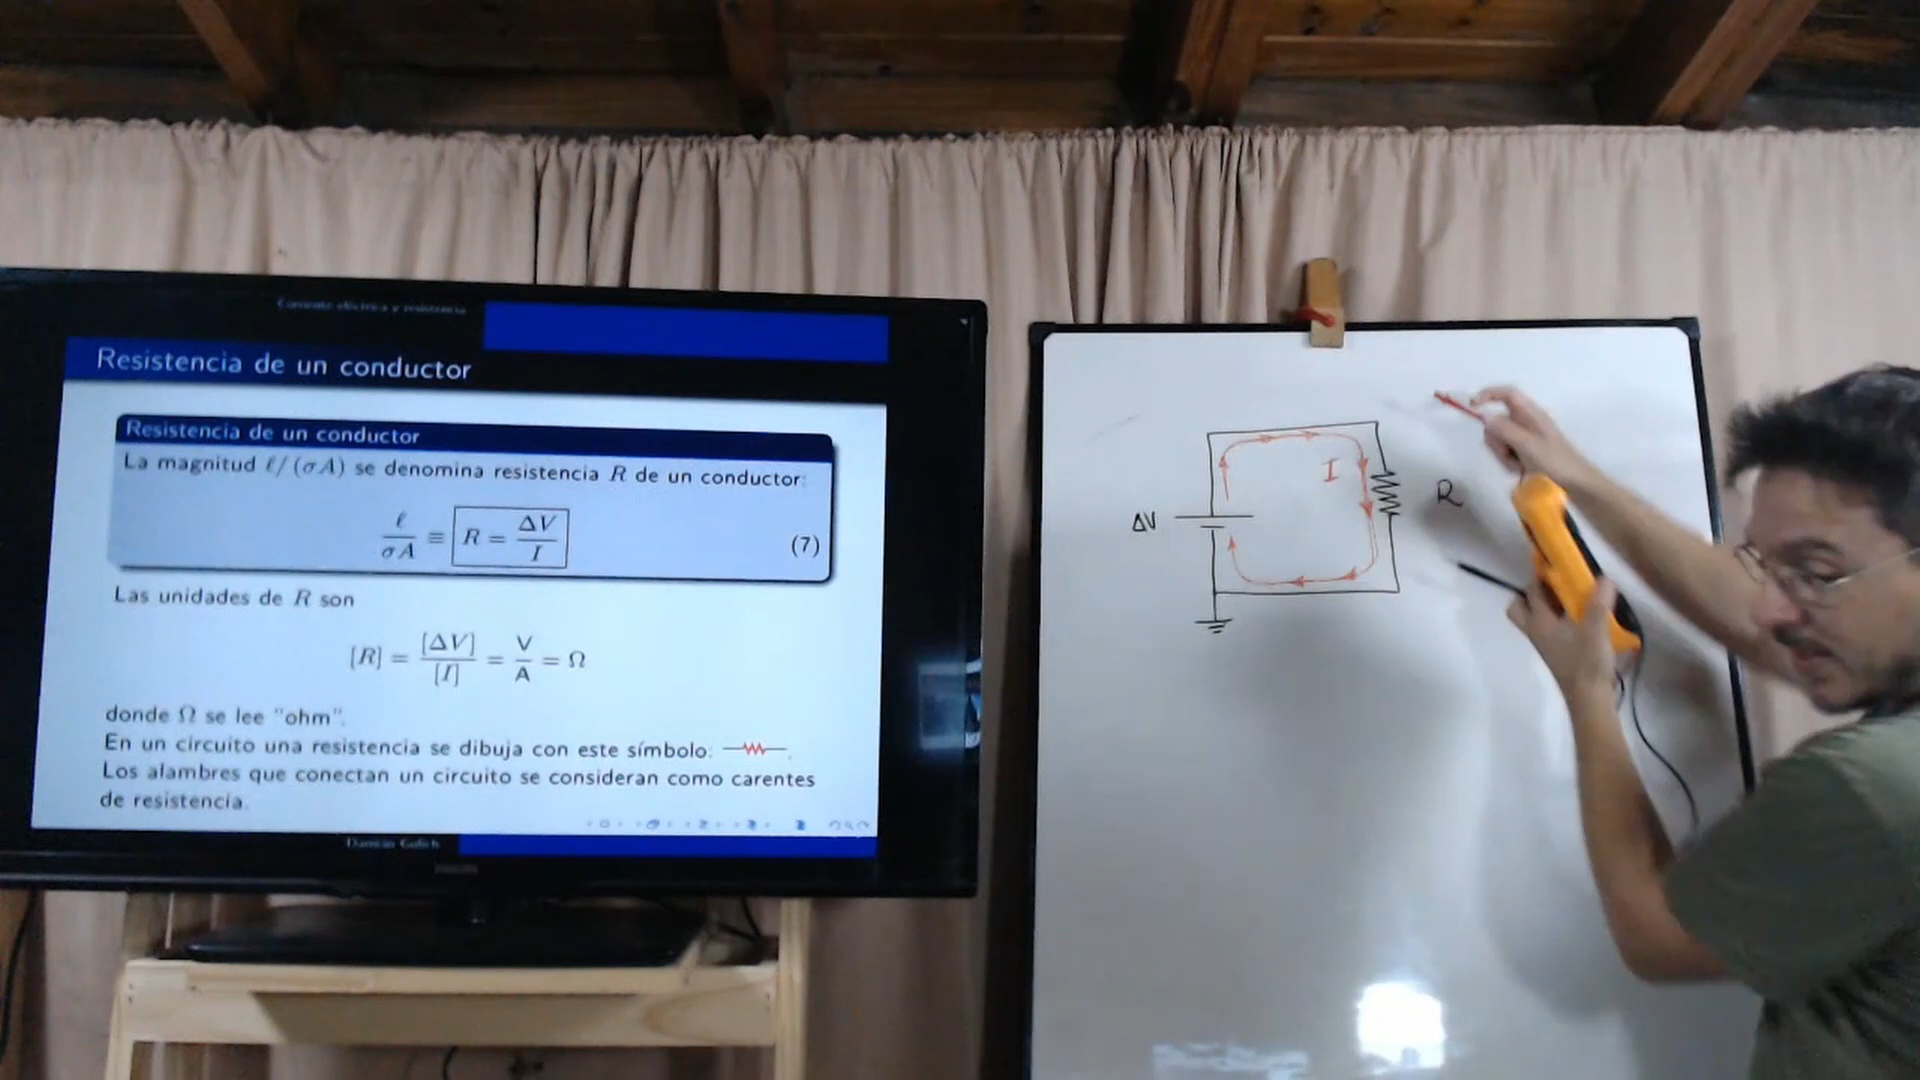 Corriente eléctrica y resistencia
Resistencia de un conductor
Resistencia de un conductor
La magnitud ℓ/(σA) se denomina resistencia R de un conductor:
ℓ/σA ≡ R = ΔV/I (7)
Las unidades de R son
[R] = [ΔV]/[I] = V/A = Ω
donde Ω se lee "ohm".
En un circuito una resistencia se dibuja con este símbolo: .
Los alambres que conectan un circuito se consideran como carentes
de resistencia.
I
R
ΔV